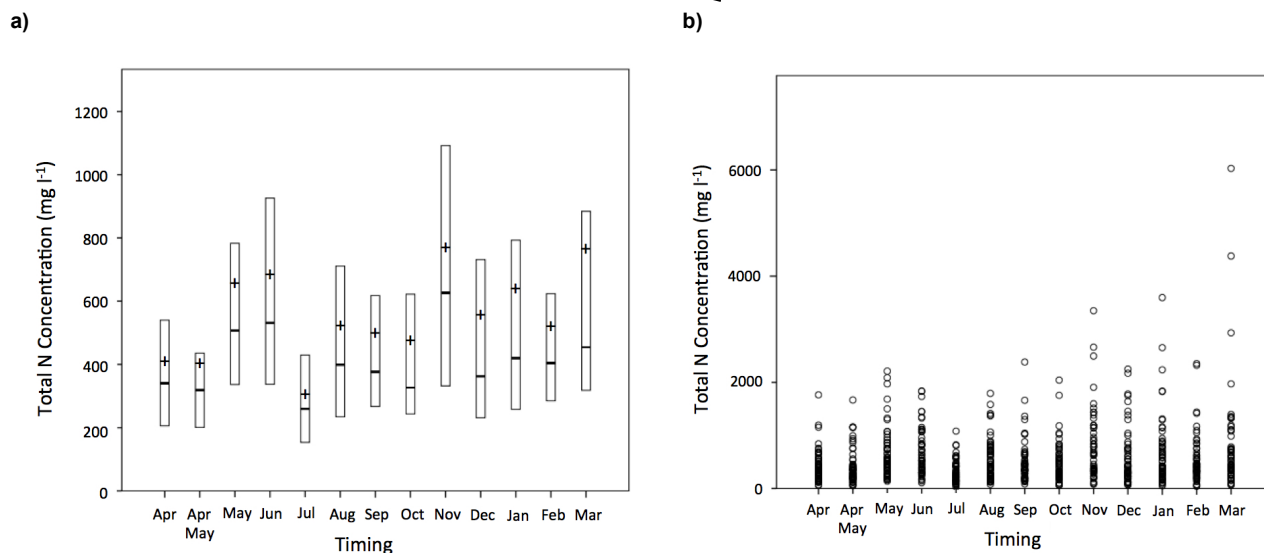 a)
b)
Total N Concentration (mg l-1)
1200
1000
800
600
400
200
0
Apr Apr May Jun Jul Aug Sep Oct Nov Dec Jan Feb Mar
May
Timing
Total N Concentration (mg l-1)
6000
4000
2000
0
Apr Apr May Jun Jul Aug Sep Oct Nov Dec Jan Feb Mar
May
Timing